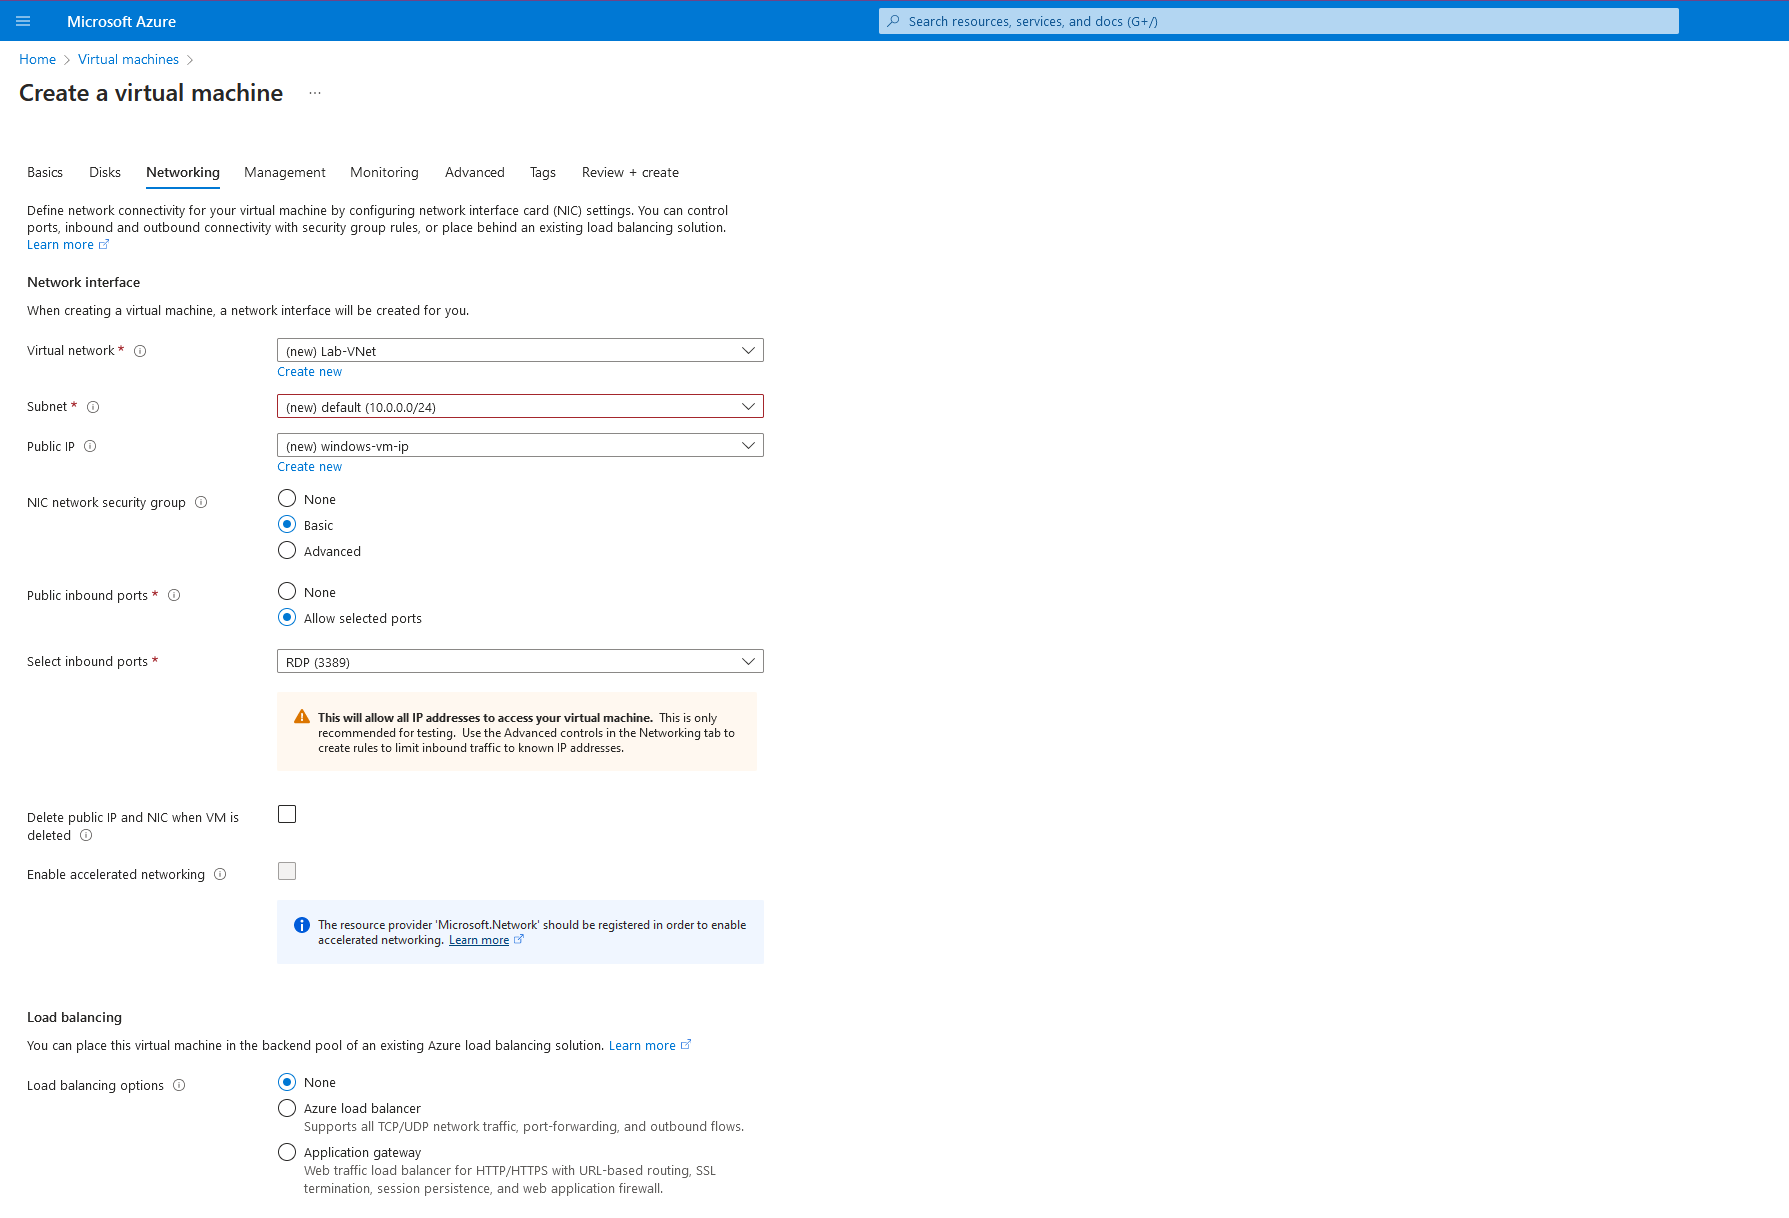 Microsoft Azure
Search resources, services, and docs (G+/)
Home > Virtual machines >
Create a virtual machine ...
Basics Disks Networking Management Monitoring Advanced Tags Review + create
Define network connectivity for your virtual machine by configuring network interface card (NIC) settings. You can control
ports, inbound and outbound connectivity with security group rules, or place behind an existing load balancing solution.
Learn more
Network interface
When creating a virtual machine, a network interface will be created for you.
Virtual network *
(new) Lab-VNet
Create new
Subnet *
(new) default (10.0.0.0/24)
Public IP
(new) windows-vm-ip
Create new
NIC network security group
None
Basic
Advanced
Public inbound ports *
None
Allow selected ports
Select inbound ports *
RDP (3389)
This will allow all IP addresses to access your virtual machine. This is only
recommended for testing. Use the Advanced controls in the Networking tab to
create rules to limit inbound traffic to known IP addresses.
Delete public IP and NIC when VM is
deleted
Enable accelerated networking
The resource provider 'Microsoft.Network' should be registered in order to enable
accelerated networking. Learn more
Load balancing
You can place this virtual machine in the backend pool of an existing Azure load balancing solution. Learn more
Load balancing options
None
Azure load balancer
Supports all TCP/UDP network traffic, port-forwarding, and outbound flows.
Application gateway
Web traffic load balancer for HTTP/HTTPS with URL-based routing, SSL
termination, session persistence, and web application firewall.